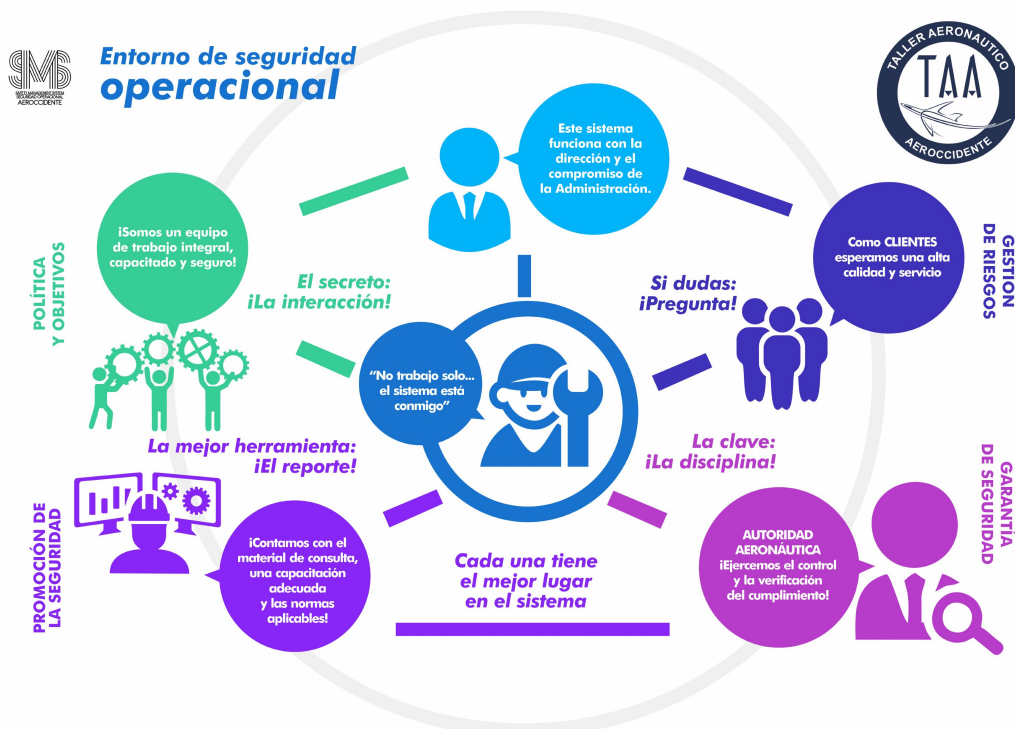 Entorno de seguridad
operacional
SMS
SAFETY MANAGEMENT SYSTEM
SEGURIDAD OPERACIONAL
AEROCCIDENTE
TALLER AERONAUTICO
TAA
AEROCCIDENTE
Este sistema
funciona con la
dirección y el
compromiso de
la Administración.
¡Somos un equipo
de trabajo integral,
capacitado y seguro!
POLÍTICA
Y OBJETIVOS
El secreto:
¡La interacción!
Si dudas:
¡Pregunta!
Como CLIENTES
esperamos una alta
calidad y servicio
GESTION
DE RIESGOS
“No trabajo solo...
el sistema está
conmigo”
La mejor herramienta:
¡El reporte!
La clave:
¡La disciplina!
PROMOCIÓN DE
LA SEGURIDAD
¡Contamos con el
material de consulta,
una capacitación
adecuada
y las normas
aplicables!
Cada una tiene
el mejor lugar
en el sistema
AUTORIDAD
AERONÁUTICA
¡Ejercemos el control
y la verificación
del cumplimiento!
GARANTÍA
DE SEGURIDAD